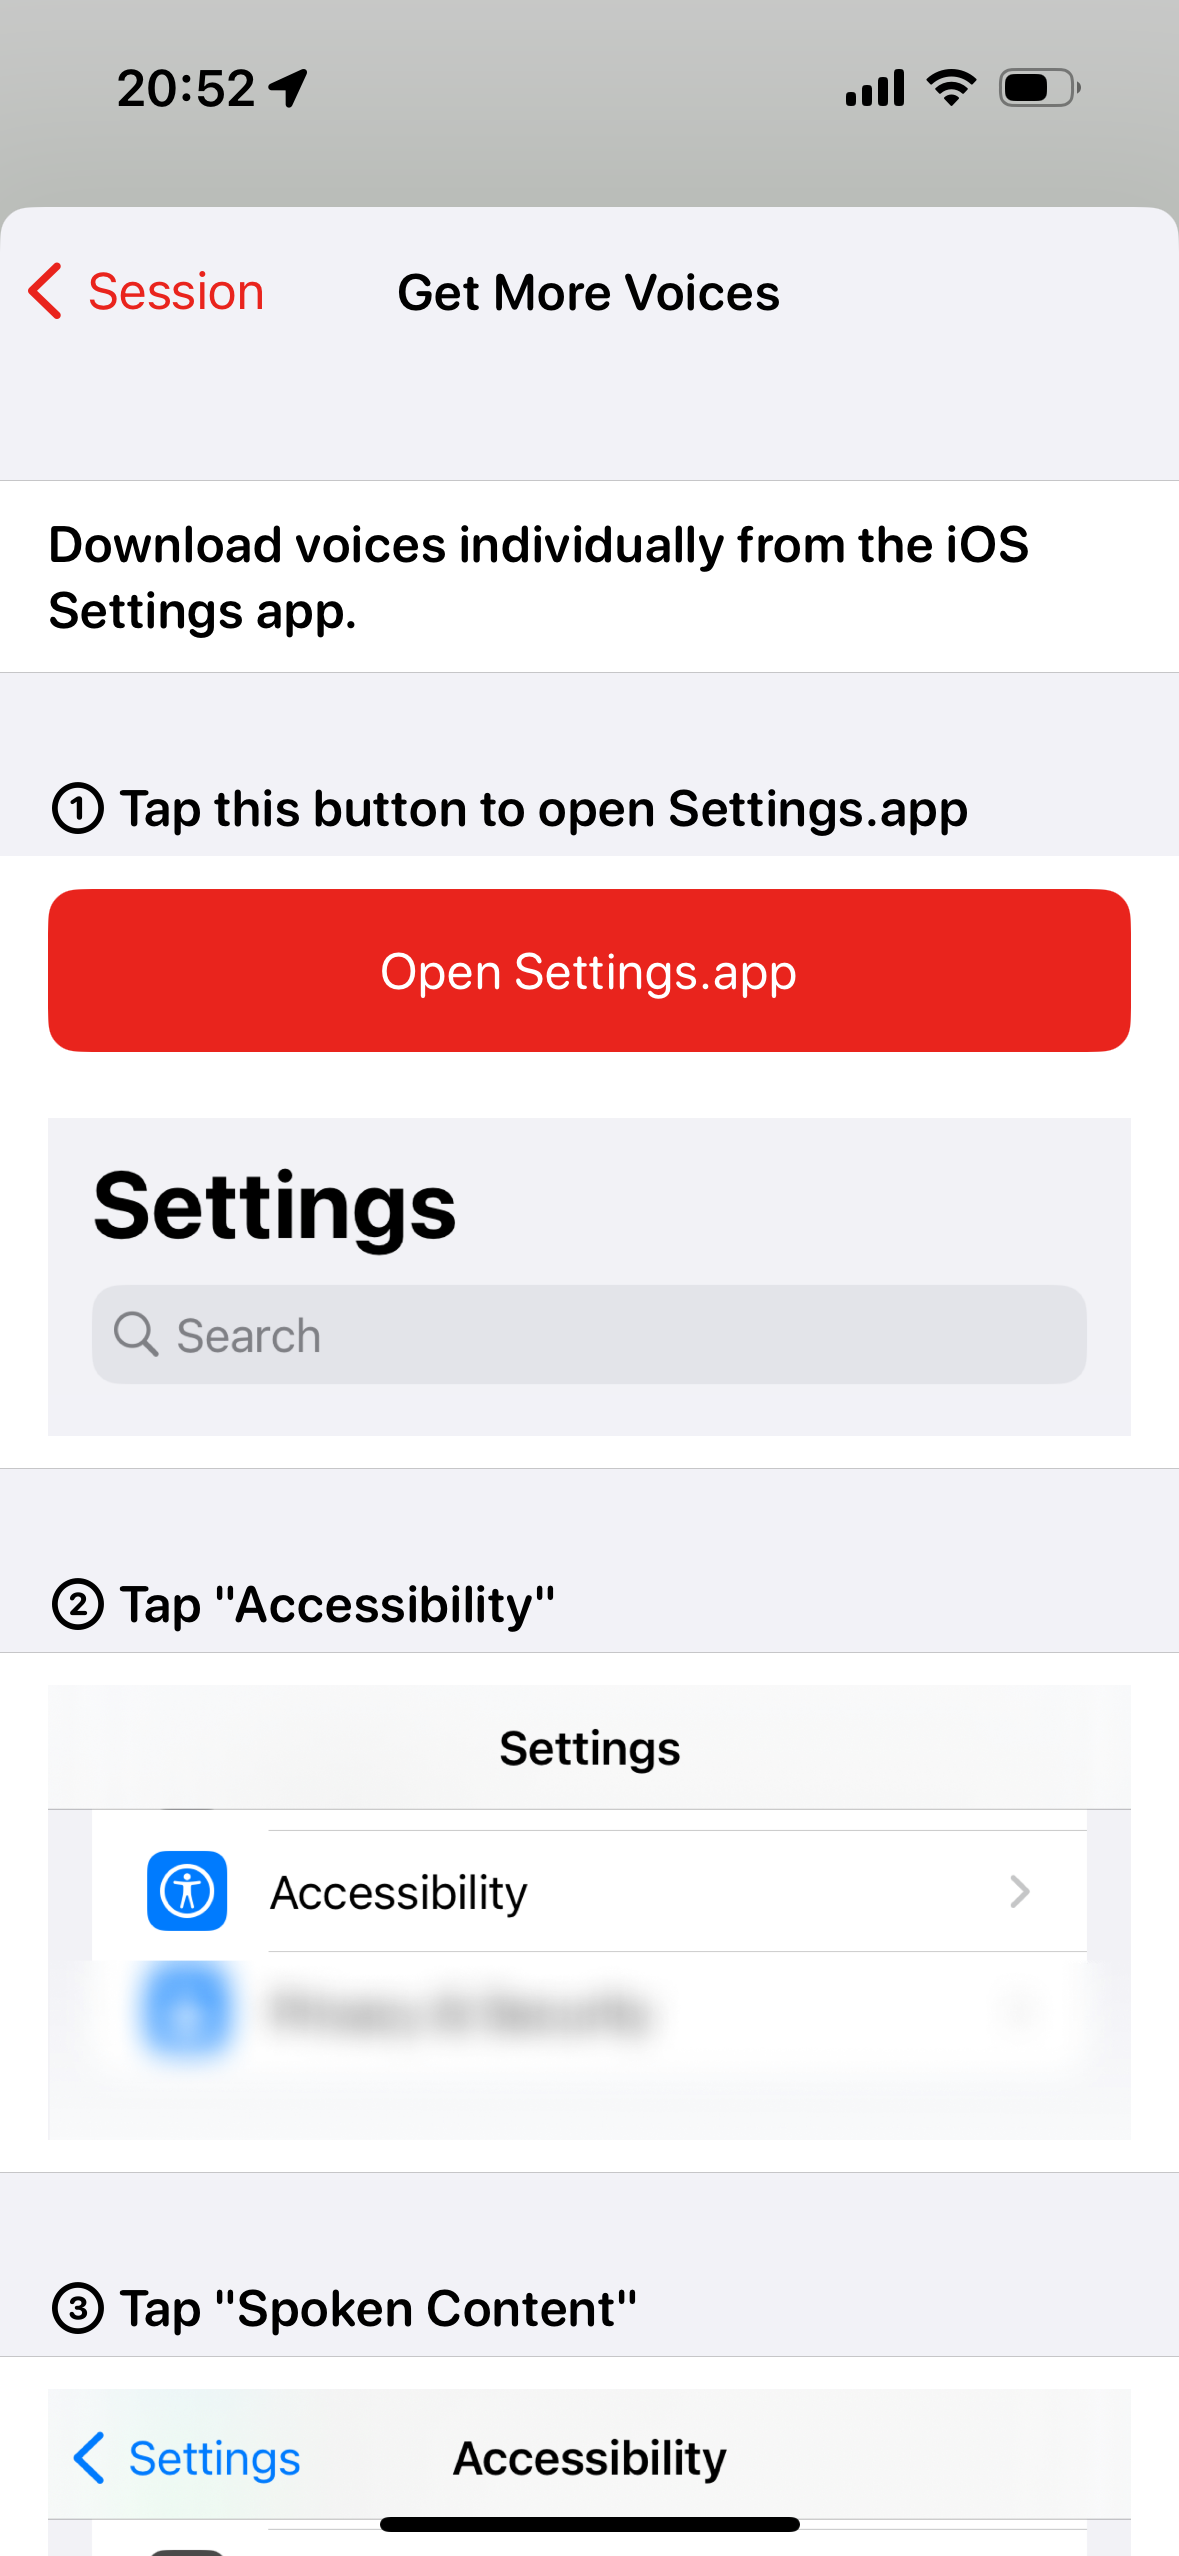 20:52
Session
Get More Voices
Download voices individually from the iOS
Settings app.
① Tap this button to open Settings.app
Open Settings.app
Settings
Search
② Tap "Accessibility"
Settings
Accessibility
③ Tap "Spoken Content"
Settings
Accessibility